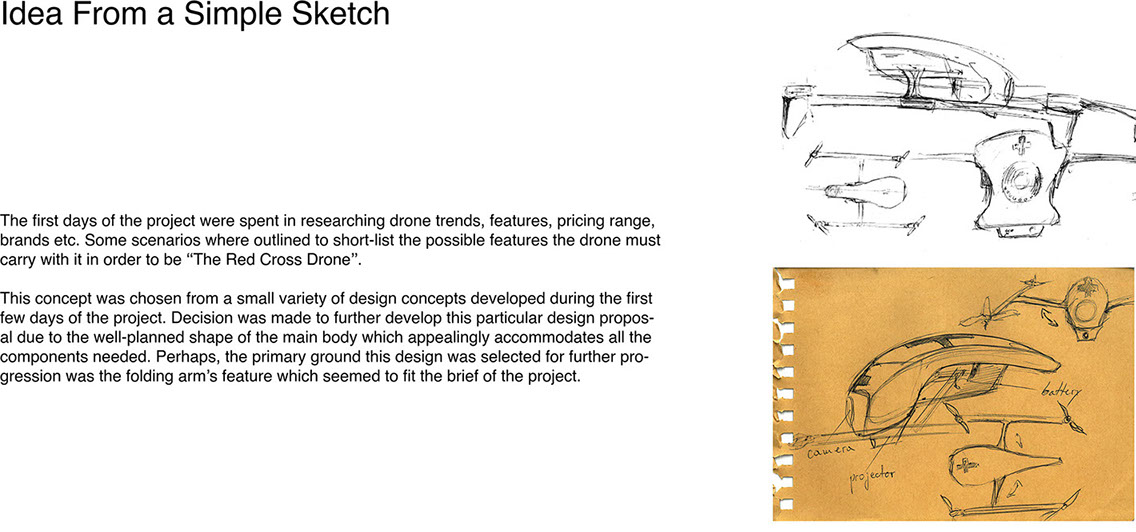 Idea From a Simple Sketch
The first days of the project were spent in researching drone trends, features, pricing range,
brands etc. Some scenarios where outlined to short-list the possible features the drone must
carry with it in order to be “The Red Cross Drone”.
This concept was chosen from a small variety of design concepts developed during the first
few days of the project. Decision was made to further develop this particular design propos-
al due to the well-planned shape of the main body which appealingly accommodates all the
components needed. Perhaps, the primary ground this design was selected for further pro-
gression was the folding arm’s feature which seemed to fit the brief of the project.
battery
camera
projector